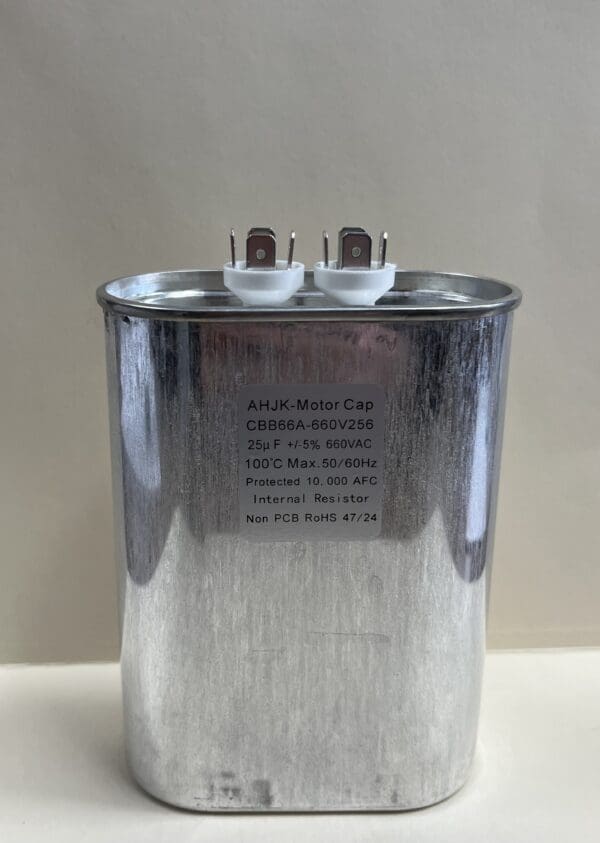 AHJK-Motor Cap
CBB66A-660V256
25μF +/-5% 660VAC
100℃ Max.50/60Hz
Protected 10,000 AFC
Internal Resistor
Non PCB RoHS 47/24